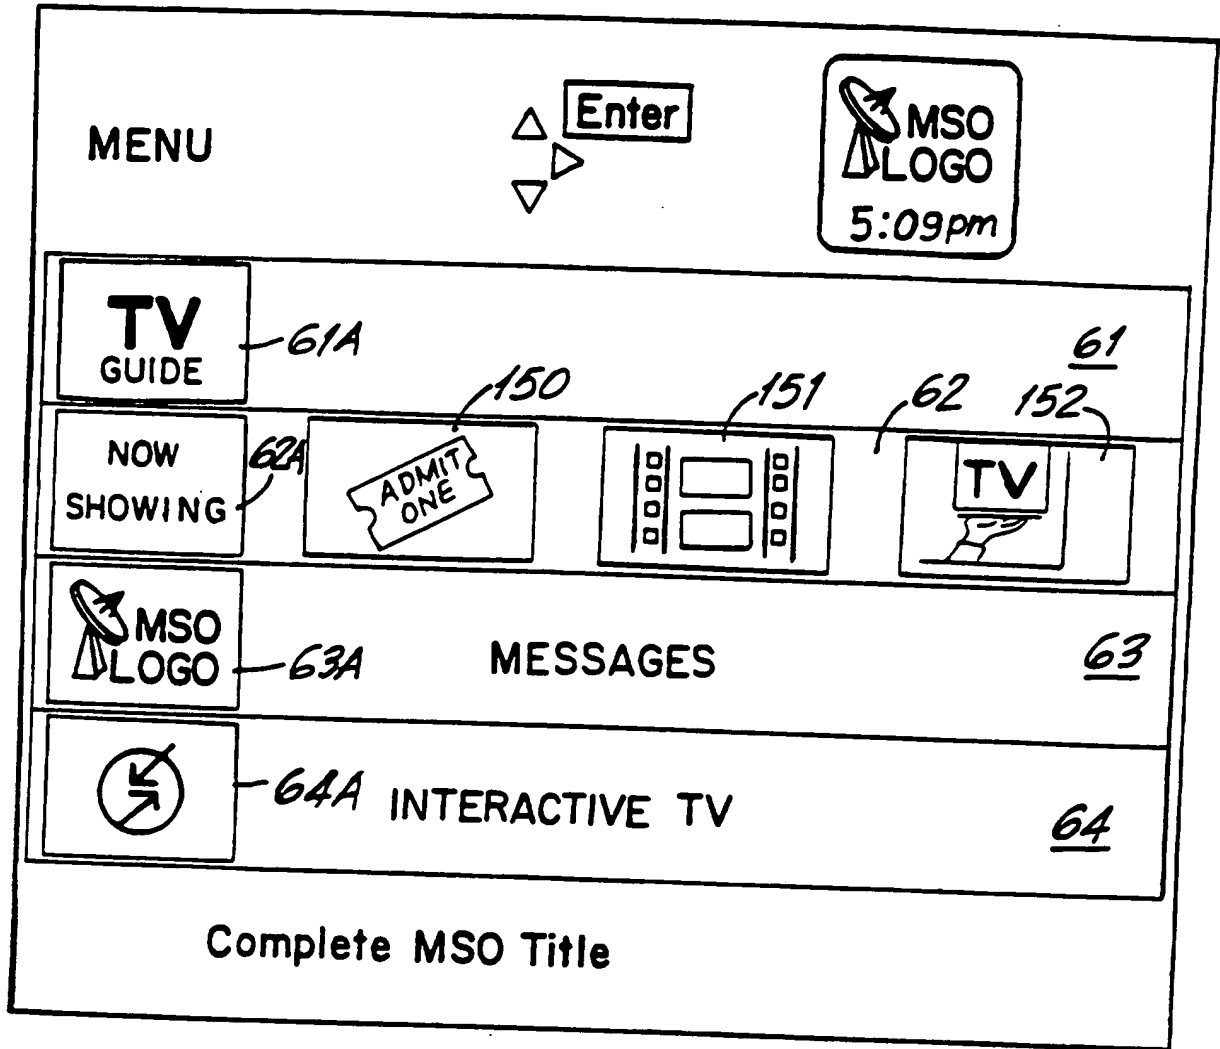 MENU
Enter
MSO
LOGO
5:09pm
TV
GUIDE
61A
61
150
151
62
152
NOW
SHOWING
62A
ADMIT
ONE
TV
MSO
LOGO
63A
MESSAGES
63
64A
INTERACTIVE TV
64
Complete MSO Title